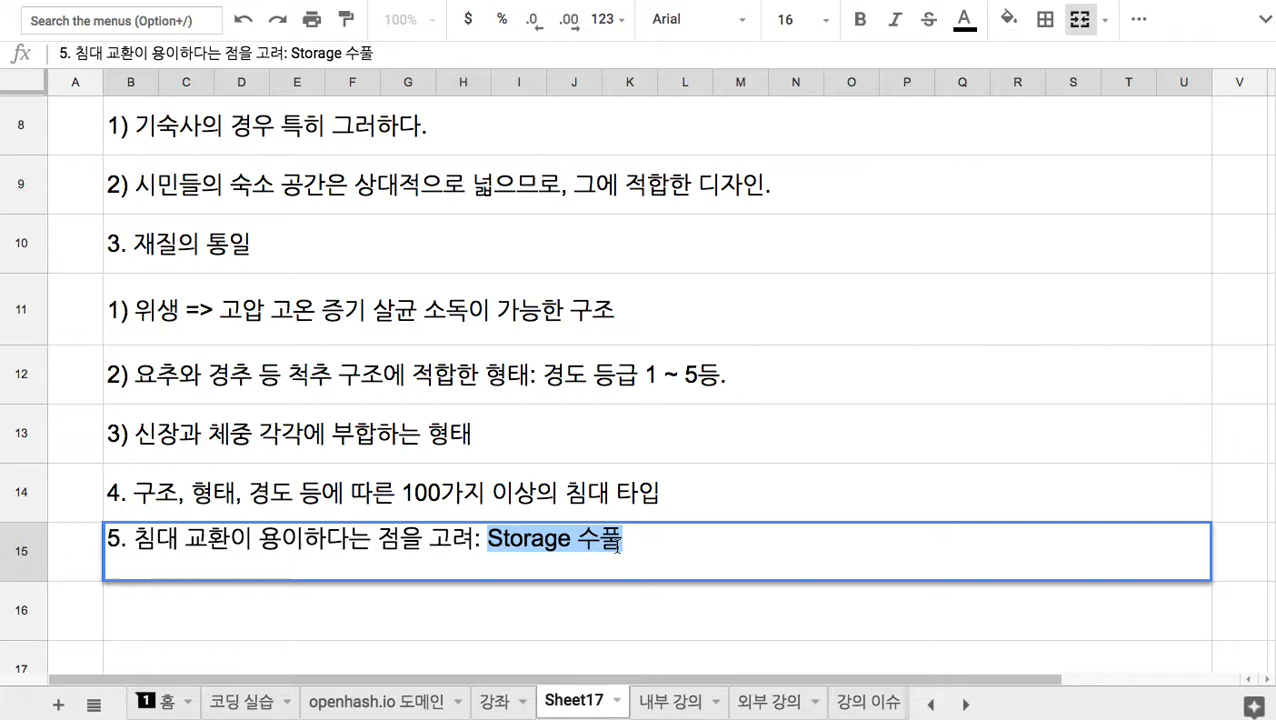 Search the menus (Option+/) 100% $ % .0 .00 123 Arial 16 B I S A
fx 5. 침대 교환이 용이하다는 점을 고려: Storage 수풀
A B C D E F G H I J K L M N O P Q R S T U V
8 1) 기숙사의 경우 특히 그러하다.
9 2) 시민들의 숙소 공간은 상대적으로 넓으므로, 그에 적합한 디자인.
10 3. 재질의 통일
11 1) 위생 => 고압 고온 증기 살균 소독이 가능한 구조
12 2) 요추와 경추 등 척추 구조에 적합한 형태: 경도 등급 1 ~ 5등.
13 3) 신장과 체중 각각에 부합하는 형태
14 4. 구조, 형태, 경도 등에 따른 100가지 이상의 침대 타입
15 5. 침대 교환이 용이하다는 점을 고려: Storage 수풀
16
17
1 홈 코딩 실습 openhash.io 도메인 강좌 Sheet17 내부 강의 외부 강의 강의 이슈